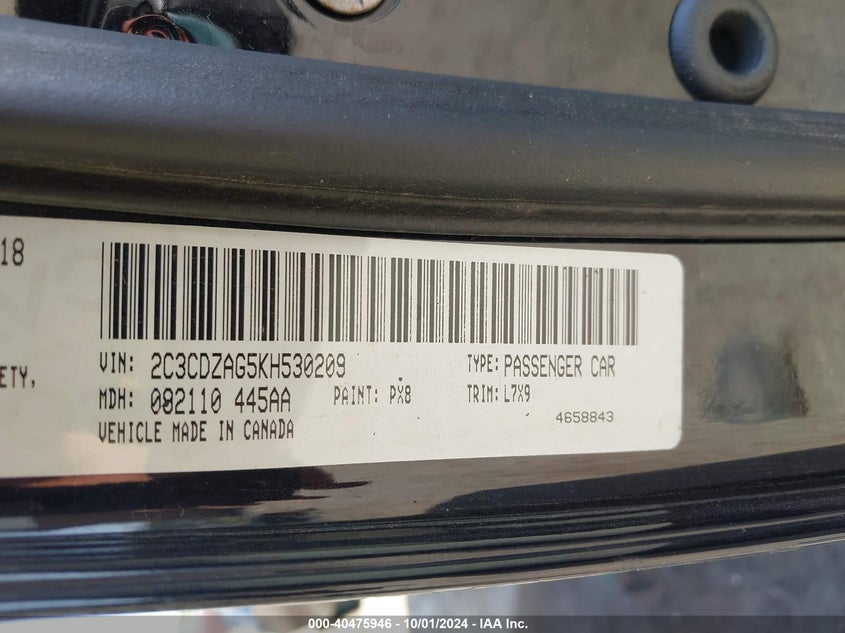 18
ETY,
VIN: 2C3CDZAG5KH530209 TYPE: PASSENGER CAR
MDH: 082110 445AA PAINT: PX8 TRIM: L7X9
VEHICLE MADE IN CANADA 4658843
000-40475946 - 10/01/2024 - IAA Inc.